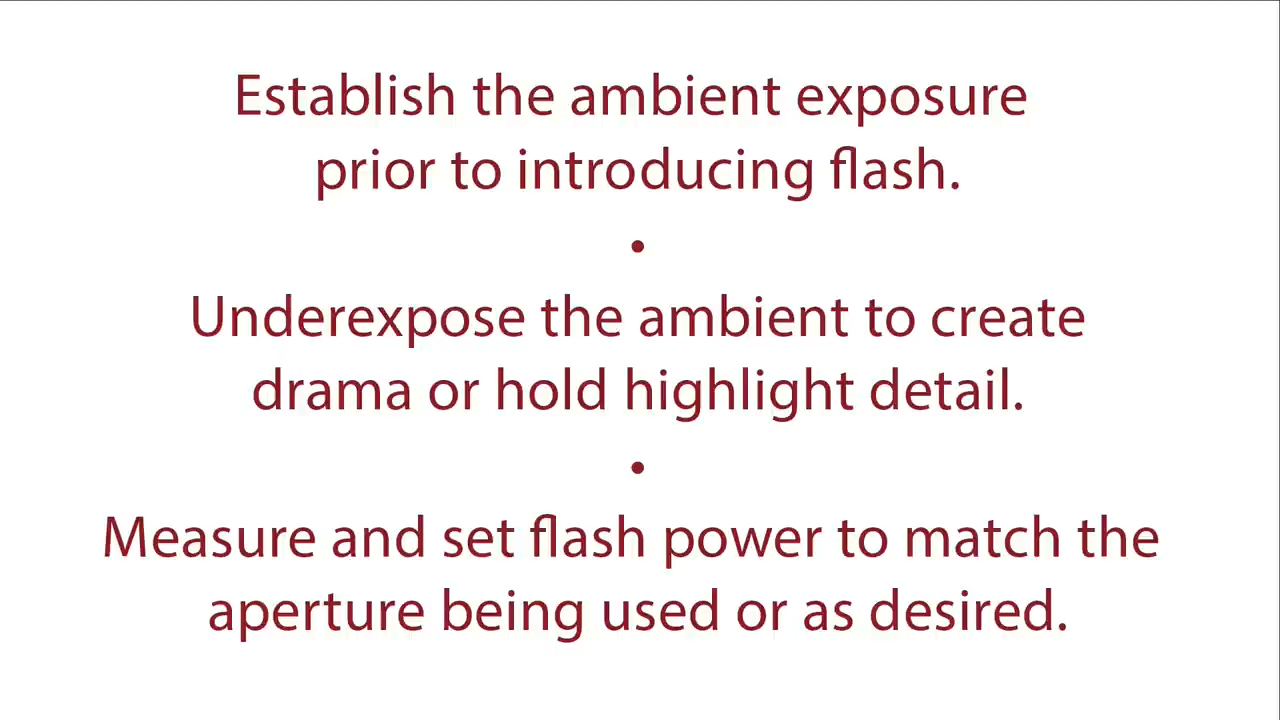 Establish the ambient exposure
prior to introducing flash.
•
Underexpose the ambient to create
drama or hold highlight detail.
•
Measure and set flash power to match the
aperture being used or as desired.